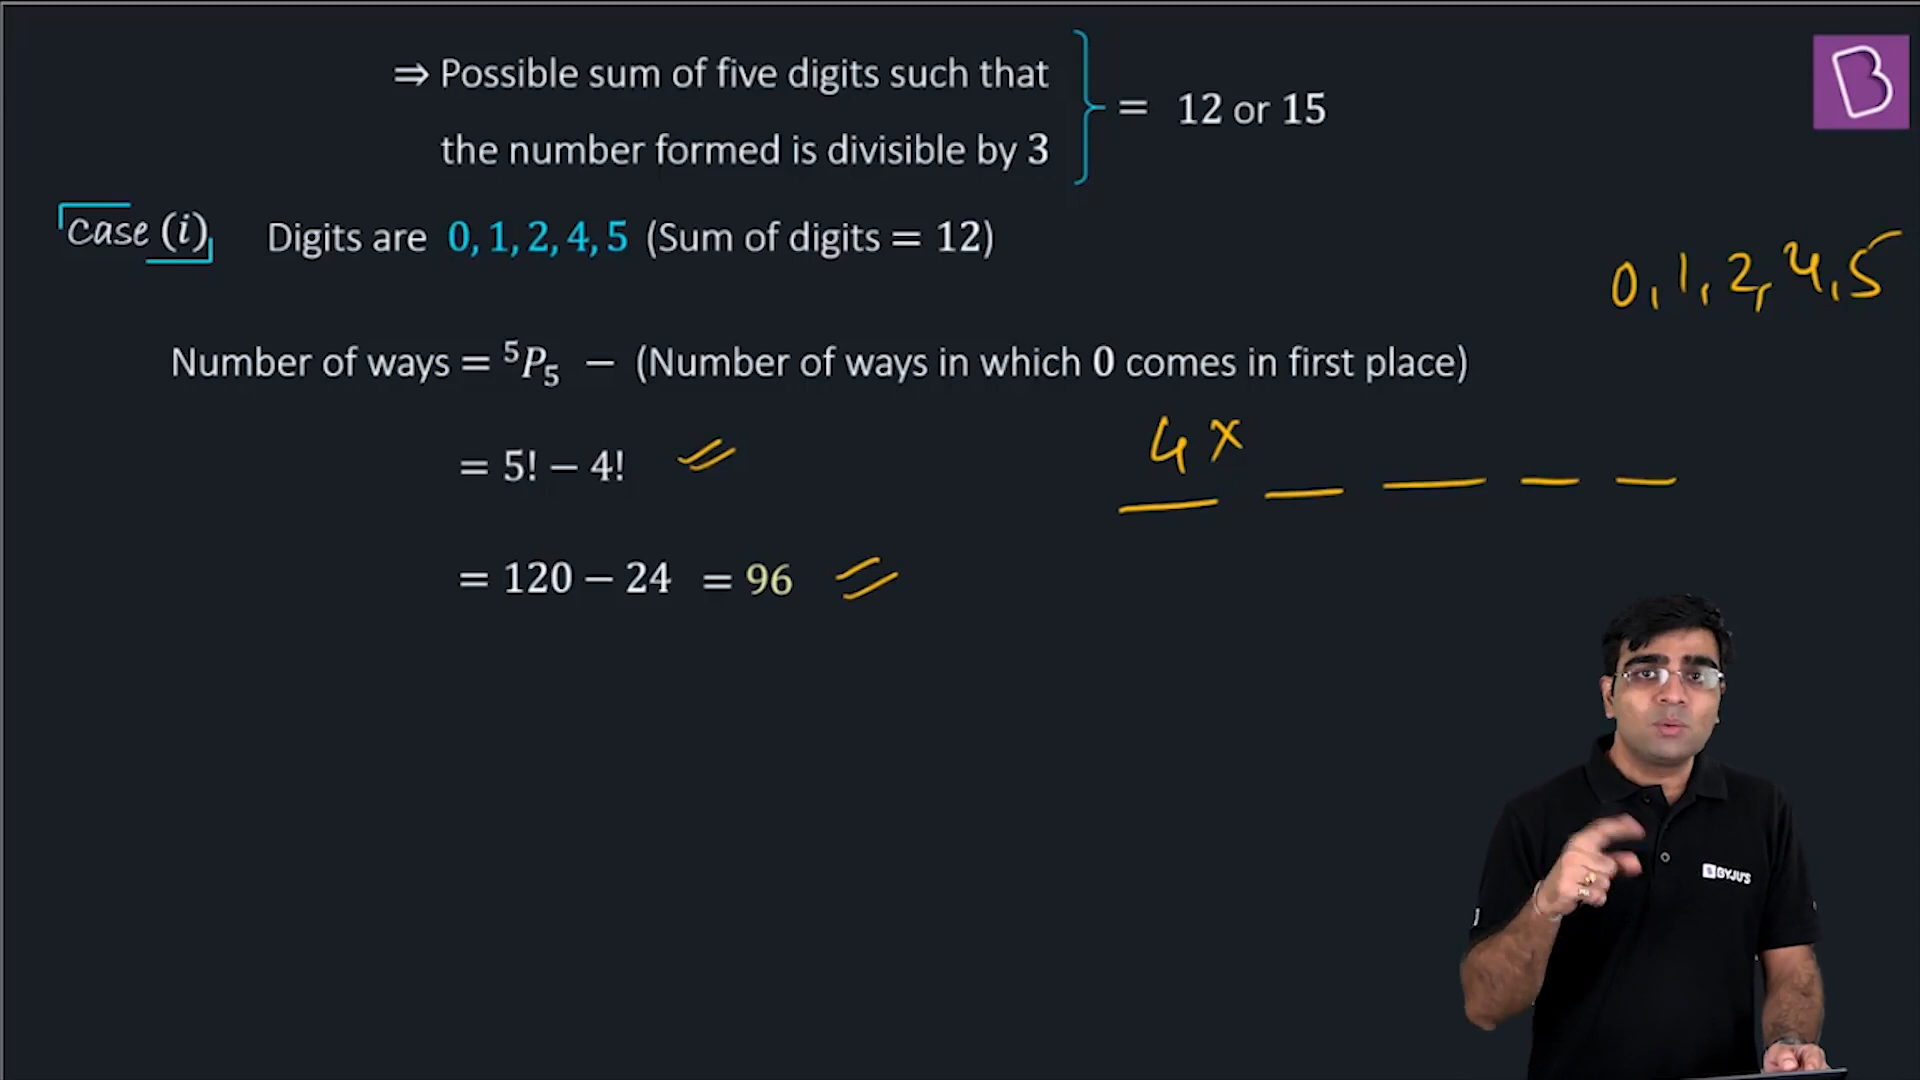 ⇒ Possible sum of five digits such that
the number formed is divisible by 3
= 12 or 15
Case (i) Digits are 0, 1, 2, 4, 5 (Sum of digits = 12)
0, 1, 2, 4, 5
Number of ways = ⁵P₅ − (Number of ways in which 0 comes in first place)
= 5! − 4!
4 ×
= 120 − 24 = 96
BYJU'S